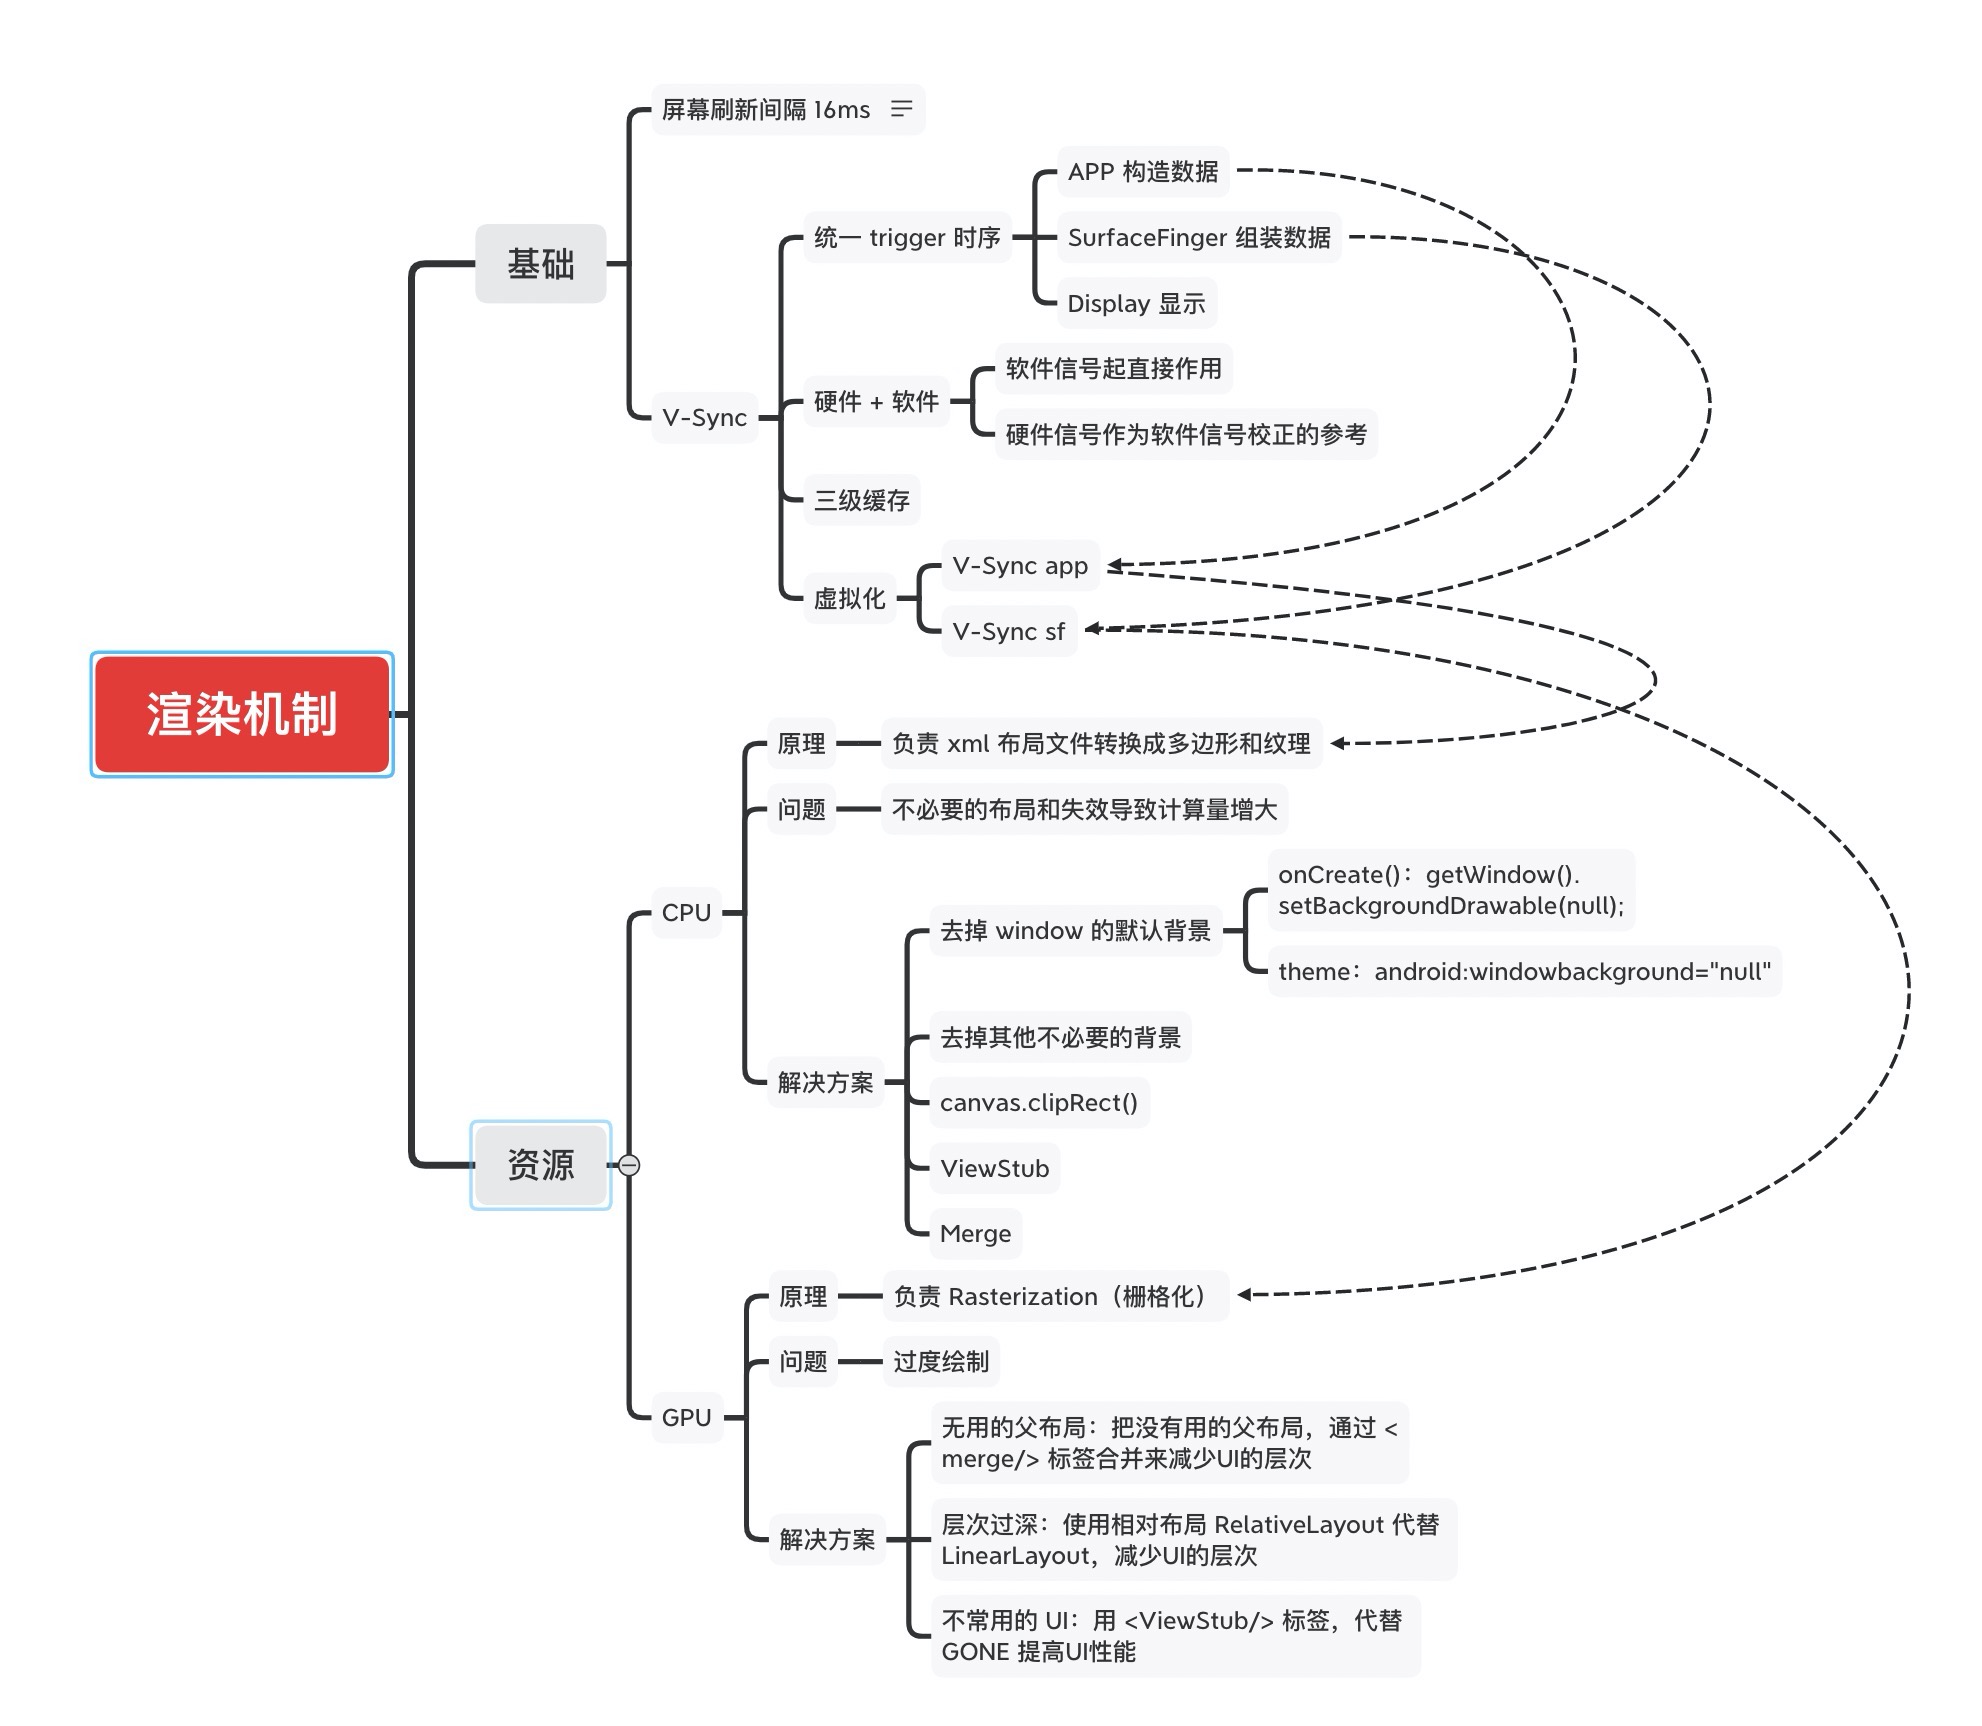 屏幕刷新间隔 16ms
APP 构造数据
统一 trigger 时序
SurfaceFinger 组装数据
基础
Display 显示
软件信号起直接作用
硬件 + 软件
V-Sync
硬件信号作为软件信号校正的参考
三级缓存
V-Sync app
虚拟化
V-Sync sf
渲染机制
原理
负责 xml 布局文件转换成多边形和纹理
问题
不必要的布局和失效导致计算量增大
onCreate()：getWindow().
setBackgroundDrawable(null);
CPU
去掉 window 的默认背景
theme：android:windowbackground="null"
去掉其他不必要的背景
解决方案
canvas.clipRect()
资源
ViewStub
Merge
原理
负责 Rasterization（栅格化）
问题
过度绘制
GPU
无用的父布局：把没有用的父布局，通过 <
merge/> 标签合并来减少UI的层次
解决方案
层次过深：使用相对布局 RelativeLayout 代替
LinearLayout，减少UI的层次
不常用的 UI：用 <ViewStub/> 标签，代替
GONE 提高UI性能